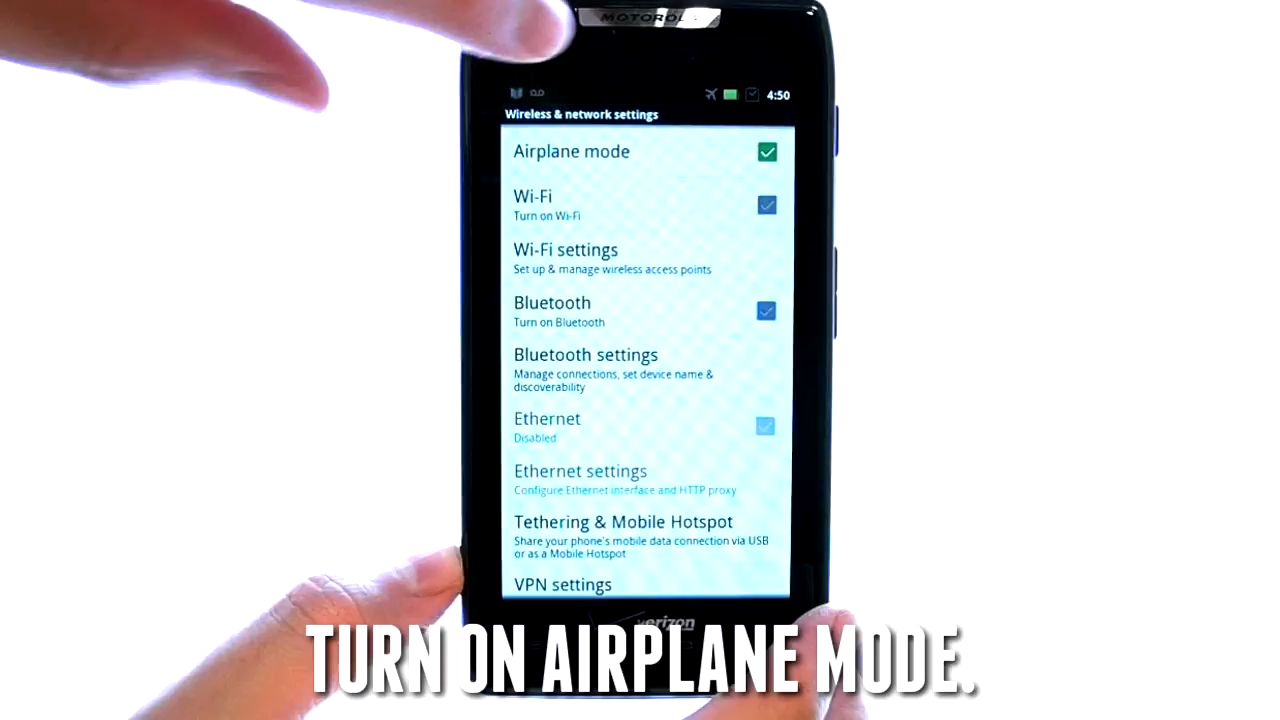 MOTOROLA
4:50
Wireless & network settings
Airplane mode
Wi-Fi
Turn on Wi-Fi
Wi-Fi settings
Set up & manage wireless access points
Bluetooth
Turn on Bluetooth
Bluetooth settings
Manage connections, set device name &
discoverability
Ethernet
Disabled
Ethernet settings
Configure Ethernet interface and HTTP proxy
Tethering & Mobile Hotspot
Share your phone's mobile data connection via USB
or as a Mobile Hotspot
VPN settings
verizon
TURN ON AIRPLANE MODE.